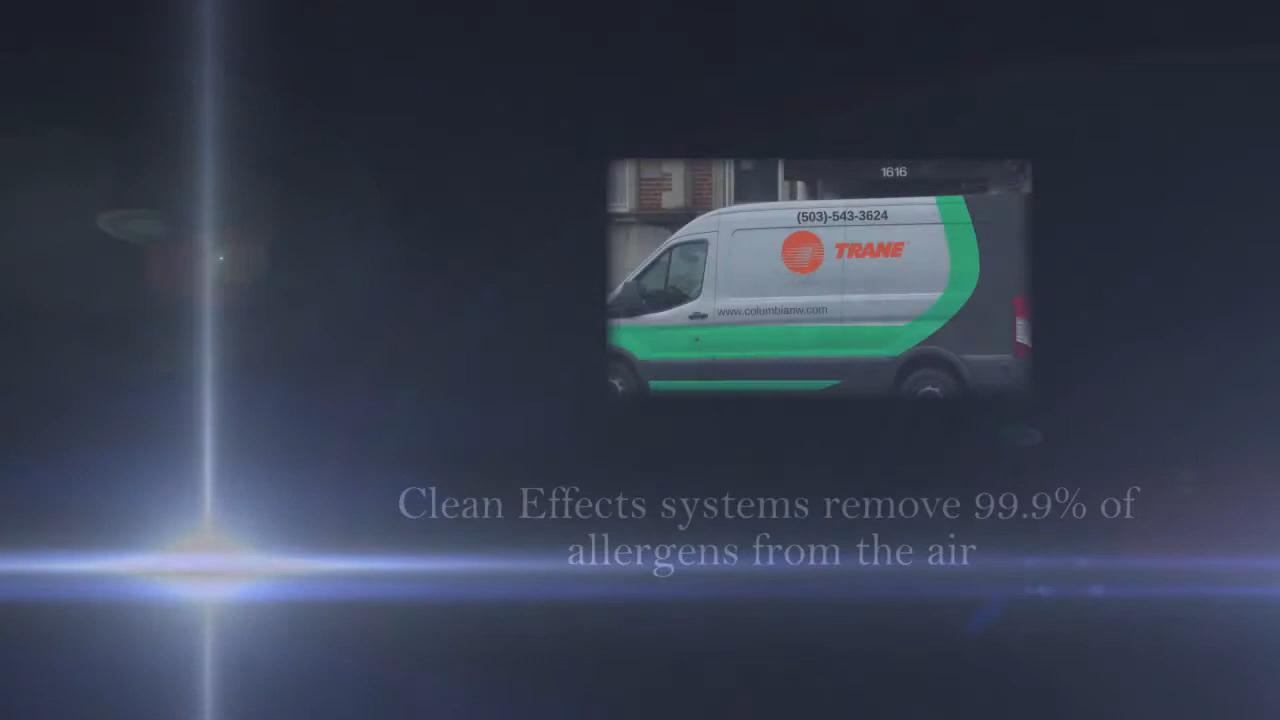 1616
(503)-543-3624
TRANE
www.columbianw.com
Clean Effects systems remove 99.9% of
allergens from the air